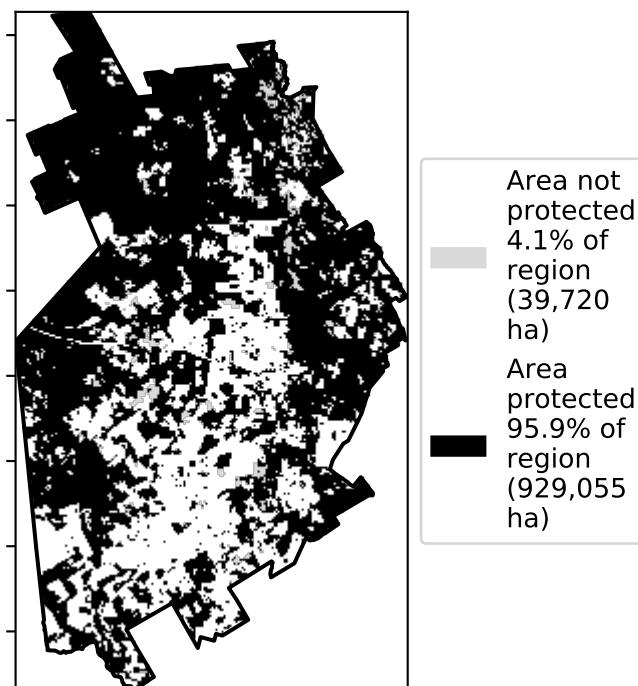 Area not
protected
4.1% of
region
(39,720
ha)
Area
protected
95.9% of
region
(929,055
ha)